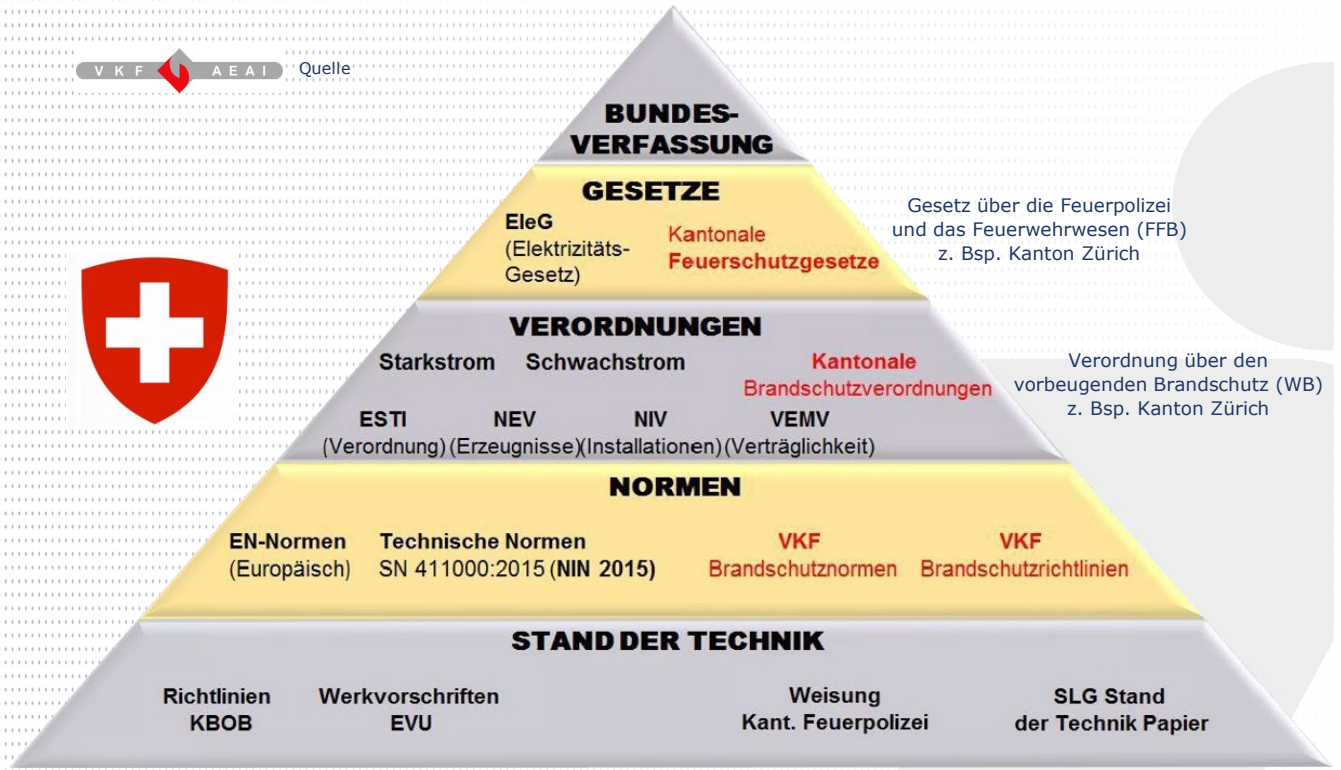 VKF AEAI Quelle
BUNDES-
VERFASSUNG
GESETZE
EleG
(Elektrizitäts-
Gesetz)
Kantonale
Feuerschutzgesetze
Gesetz über die Feuerpolizei
und das Feuerwehrwesen (FFB)
z. Bsp. Kanton Zürich
VERORDNUNGEN
Starkstrom Schwachstrom
Kantonale
Brandschutzverordnungen
Verordnung über den
vorbeugenden Brandschutz (WB)
z. Bsp. Kanton Zürich
ESTI NEV NIV VEMV
(Verordnung) (Erzeugnisse) (Installationen) (Verträglichkeit)
NORMEN
EN-Normen
(Europäisch)
Technische Normen
SN 411000:2015 (NIN 2015)
VKF
Brandschutznormen
VKF
Brandschutzrichtlinien
STAND DER TECHNIK
Richtlinien
KBOB
Werkvorschriften
EVU
Weisung
Kant. Feuerpolizei
SLG Stand
der Technik Papier